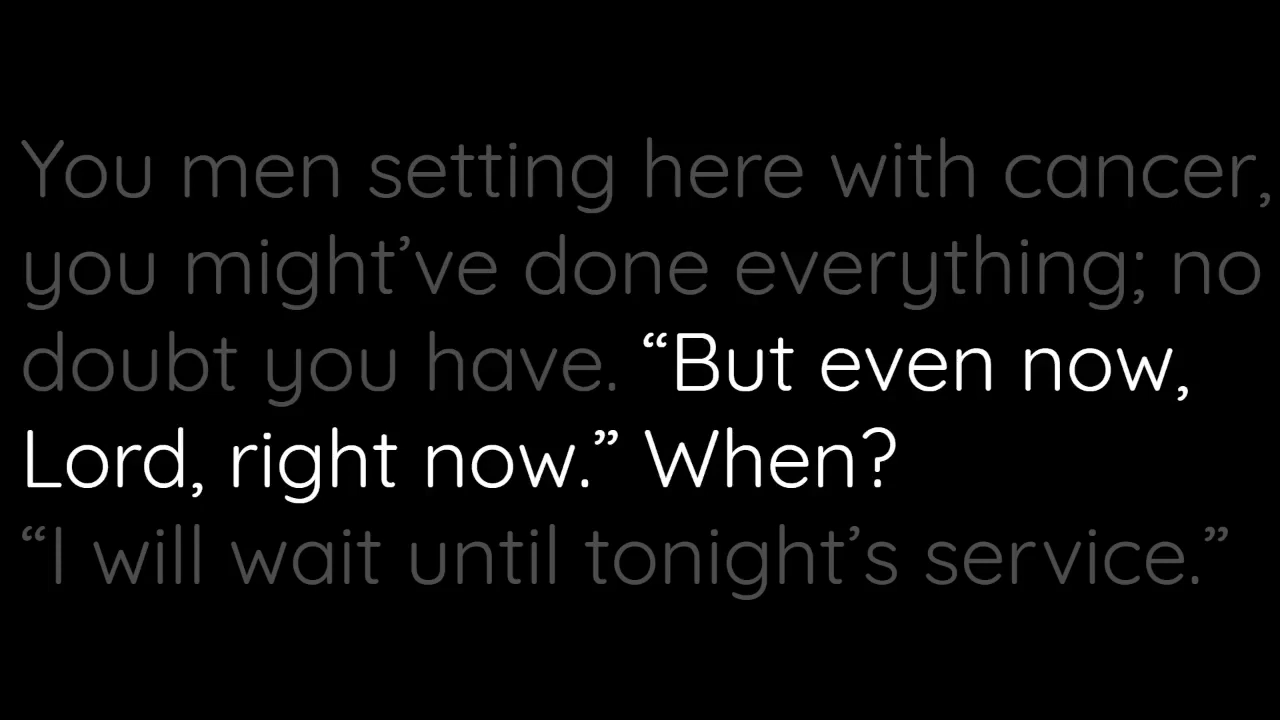 You men setting here with cancer,
you might’ve done everything; no
doubt you have. “But even now,
Lord, right now.” When?
“I will wait until tonight’s service.”